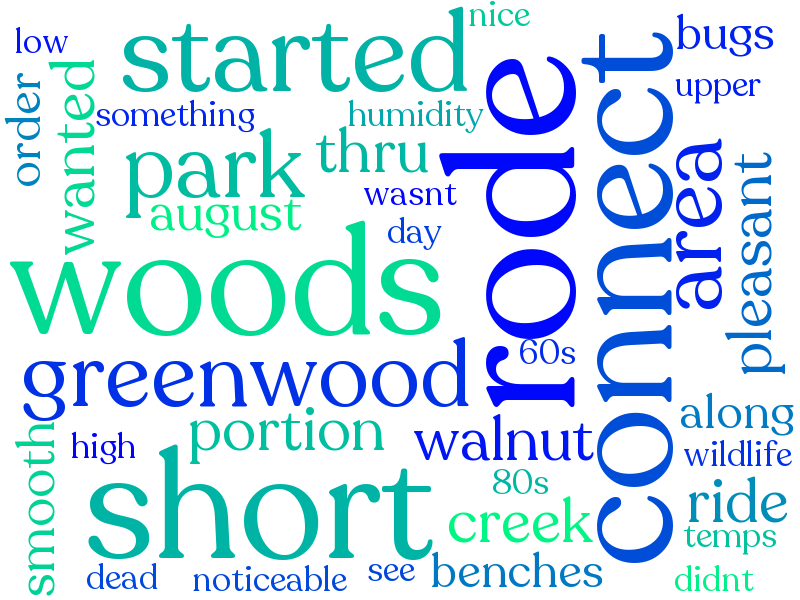 nice
low
started
bugs
order
wanted
something
humidity
rode
connect
upper
park
thru
area
pleasant
wasnt
august
day
woods
60s
greenwood
portion
walnut
along
smooth
high
wildlife
short
80s
creek
ride
temps
dead
noticeable
see
benches
didnt